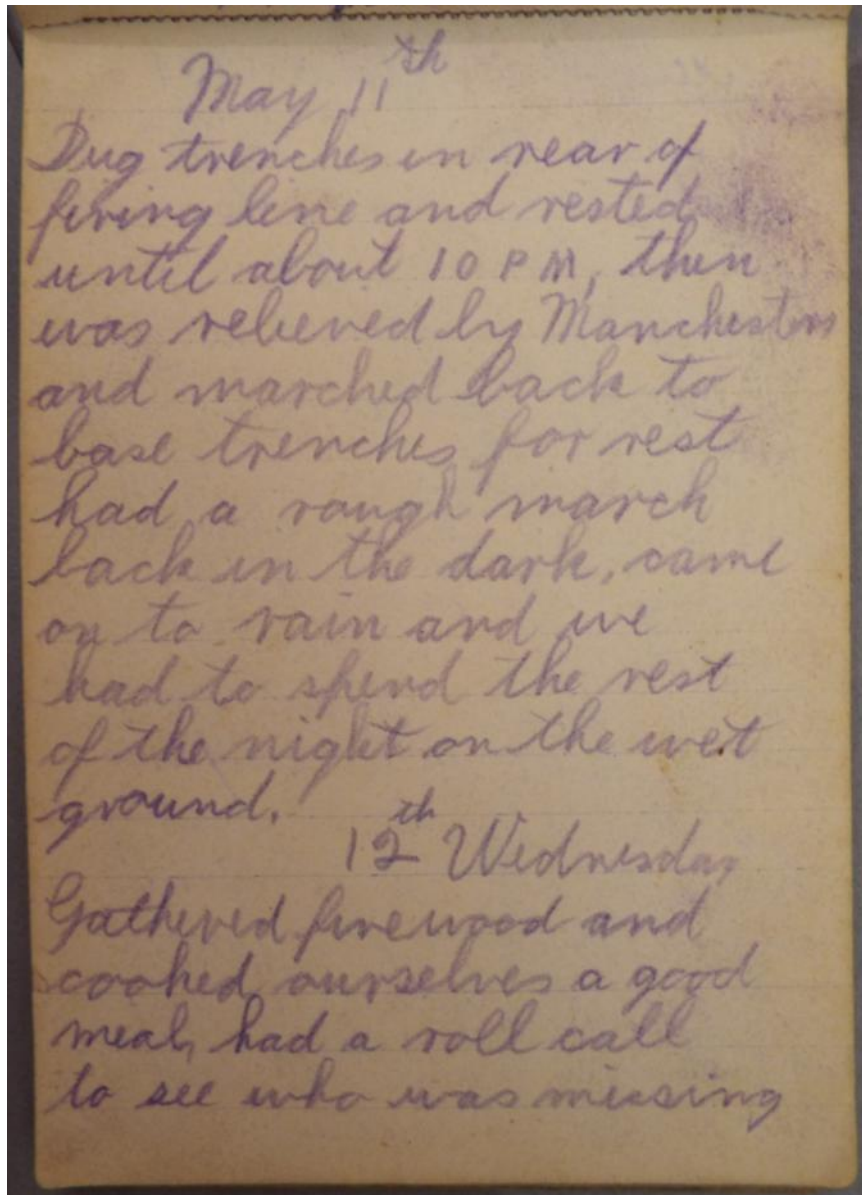 May 11th
Dug trenches in rear of
firing line and rested
until about 10 PM, then
was relieved by Manchesters
and marched back to
base trenches for rest
had a rough march
back in the dark, came
on to rain and we
had to spend the rest
of the night on the wet
ground.
12th Wednesday
Gathered firewood and
cooked ourselves a good
meal, had a roll call
to see who was missing